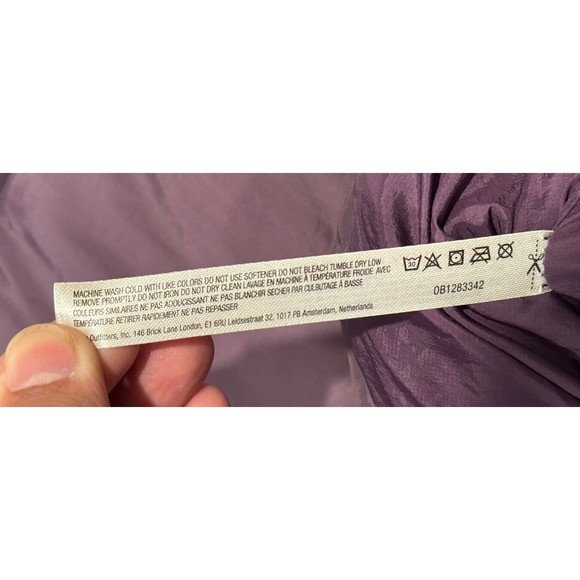 MACHINE WASH COLD WITH LIKE COLORS DO NOT USE SOFTENER DO NOT BLEACH TUMBLE DRY LOW
REMOVE PROMPTLY DO NOT IRON DO NOT DRY CLEAN LAVAGE EN MACHINE À TEMPÉRATURE FROIDE AVEC
COULEURS SIMILAIRES NE PAS ADOUCISSANT NE PAS BLANCHIR SECHER PAR CULBUTAGE À BASSE
TEMPÉRATURE RETIRER RAPIDEMENT NE PAS REPASSER
Outfitters, Inc. 146 Brick Lane London, E1 6RU Leidsestraat 32, 1017 PB Amsterdam, Netherlands
30
0B1283342